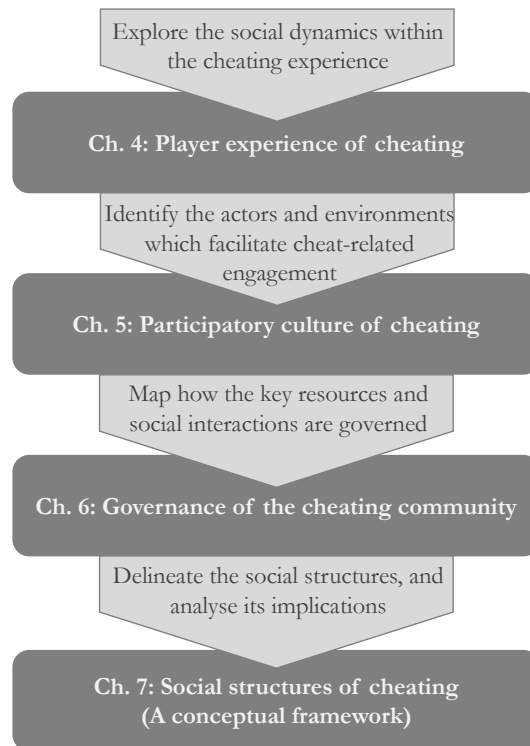 Explore the social dynamics within
the cheating experience
Ch. 4: Player experience of cheating
Identify the actors and environments
which facilitate cheat-related
engagement
Ch. 5: Participatory culture of cheating
Map how the key resources and
social interactions are governed
Ch. 6: Governance of the cheating community
Delineate the social structures, and
analyse its implications
Ch. 7: Social structures of cheating
(A conceptual framework)